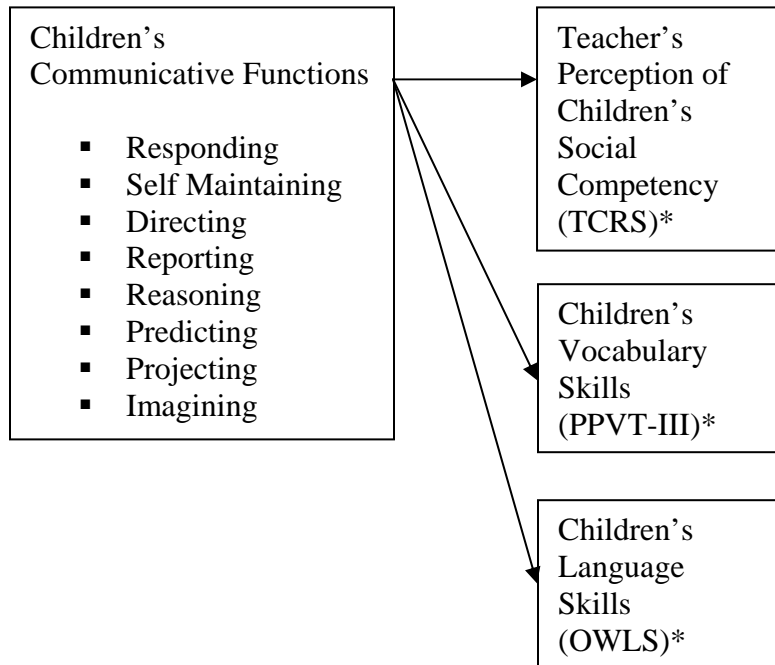 Children’s
Communicative Functions
▪ Responding
▪ Self Maintaining
▪ Directing
▪ Reporting
▪ Reasoning
▪ Predicting
▪ Projecting
▪ Imagining
Teacher’s
Perception of
Children’s
Social
Competency
(TCRS)*
Children’s
Vocabulary
Skills
(PPVT-III)*
Children’s
Language
Skills
(OWLS)*